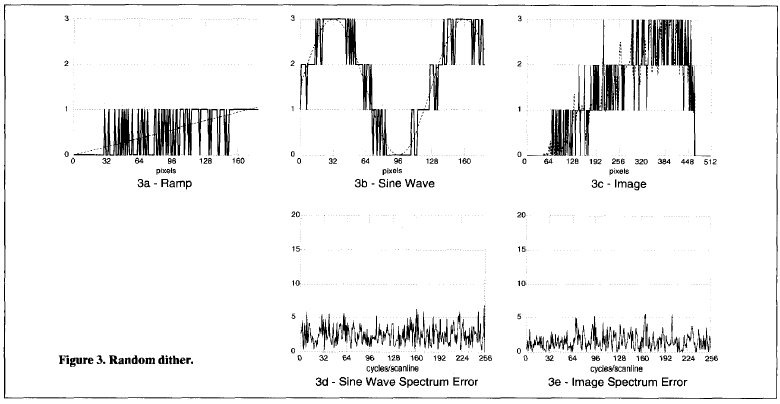 3
2
1
0
0 32 64 96 128 160
pixels
3a - Ramp
3
2
1
0
0 32 64 96 128 160
pixels
3b - Sine Wave
3
2
1
0
0 64 128 192 256 320 384 448 512
pixels
3c - Image
20
15
10
5
0
0 32 64 96 128 160 192 224 256
cycles/scanline
3d - Sine Wave Spectrum Error
20
15
10
5
0
0 32 64 96 128 160 192 224 256
cycles/scanline
3e - Image Spectrum Error
Figure 3. Random dither.